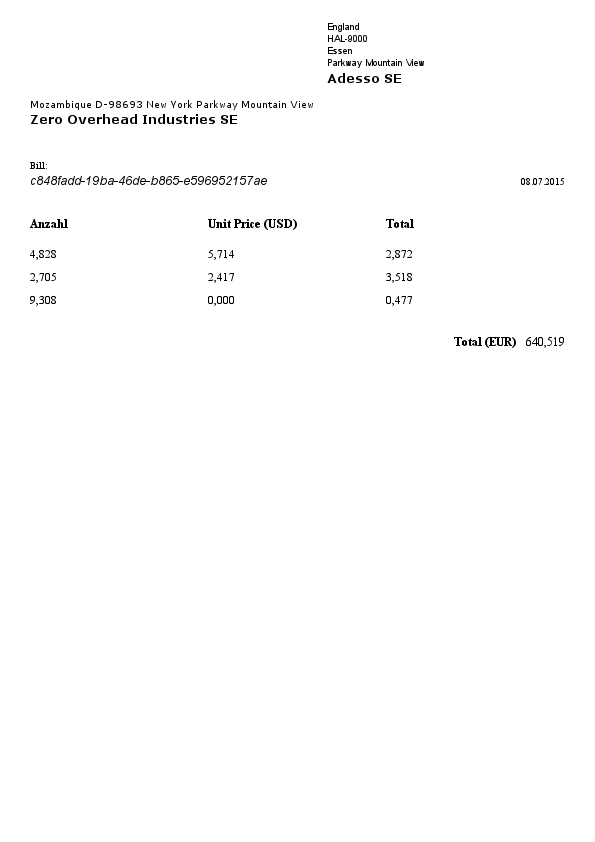 England
HAL-9000
Essen
Parkway Mountain View
Adesso SE
Mozambique D-98693 New York Parkway Mountain View
Zero Overhead Industries SE
Bill:
c848fadd-19ba-46de-b865-e596952157ae 08.07.2015
Anzahl Unit Price (USD) Total
4,828 5,714 2,872
2,705 2,417 3,518
9,308 0,000 0,477
Total (EUR) 640,519